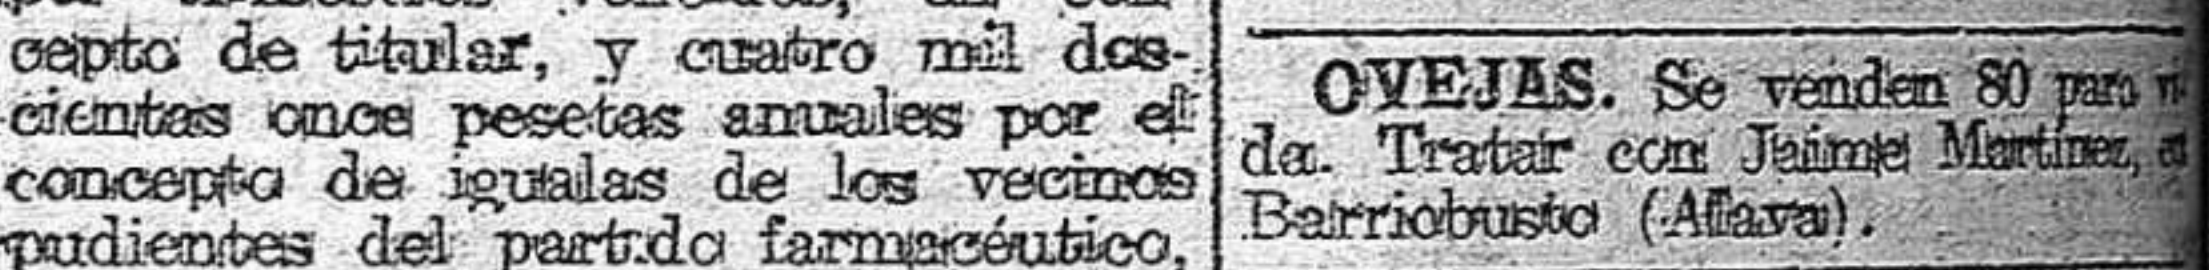 cepto de titular, y cuatro mil dos-
cientas once pesetas anuales por el
concepto de igualas de los vecinos
pudientes del partido farmacéutico,
OVEJAS. Se venden 80 para vi-
da. Tratar con Jaime Martínez, en
Barriobusto (Alava).